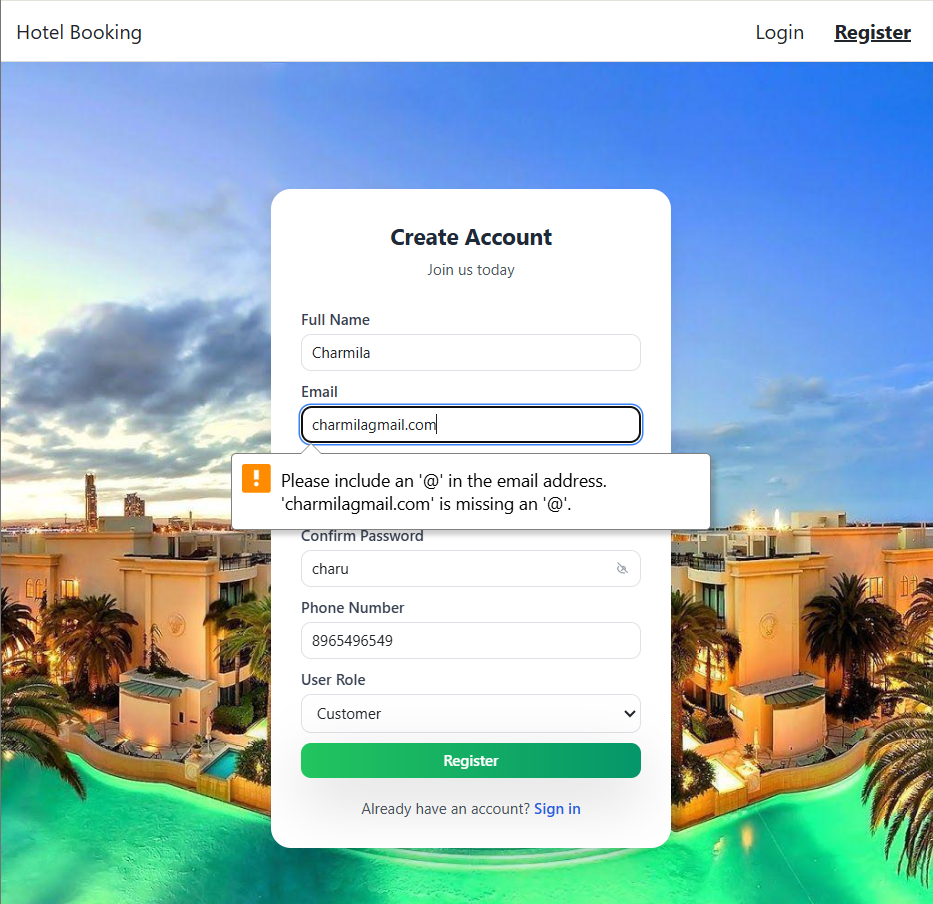 Hotel Booking
Login
Register
Create Account
Join us today
Full Name
Charmila
Email
charmilagmail.com
Please include an '@' in the email address.
'charmilagmail.com' is missing an '@'.
Confirm Password
charu
Phone Number
8965496549
User Role
Customer
Register
Already have an account? Sign in